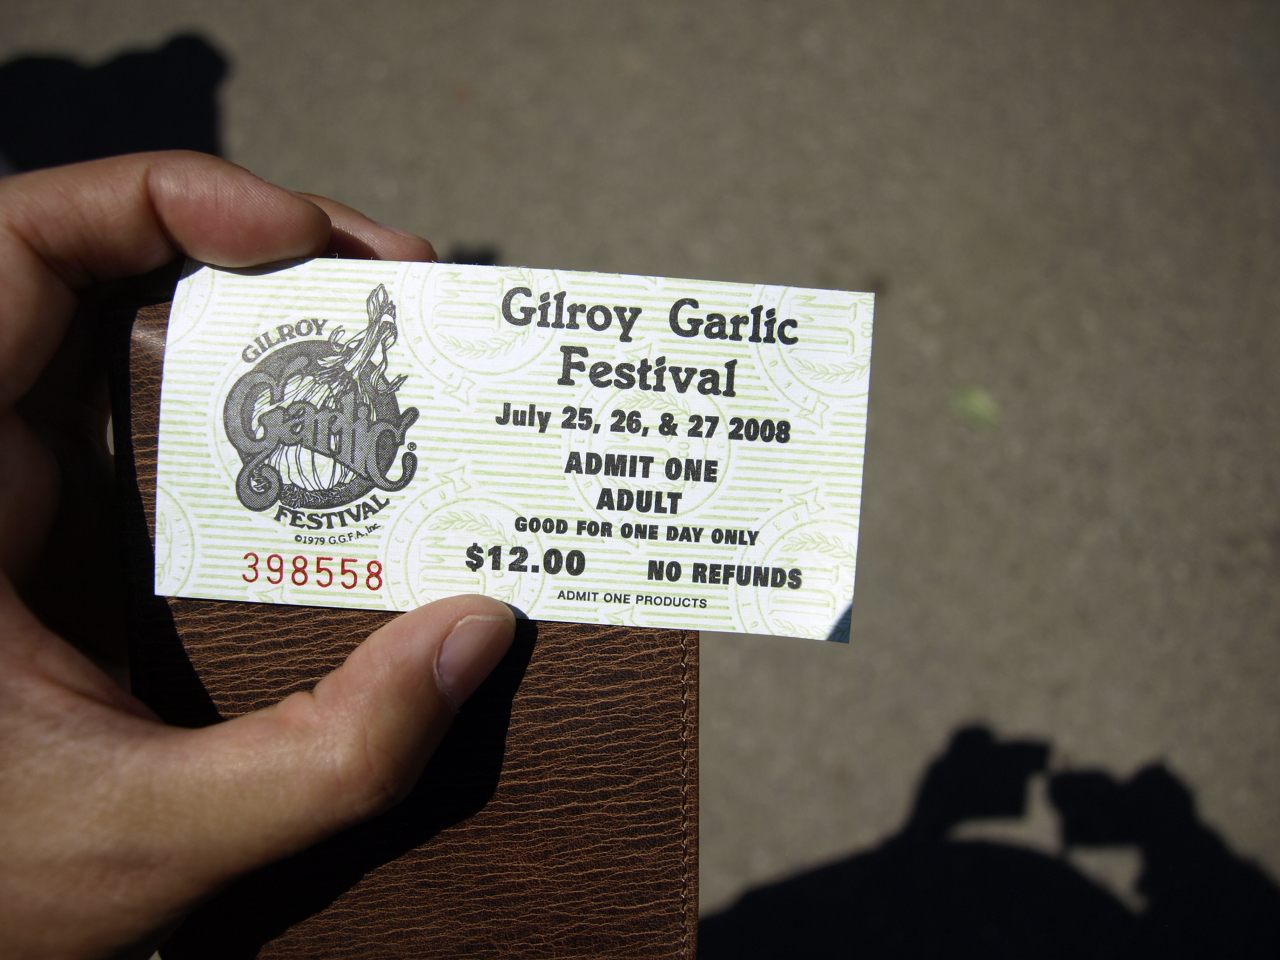 GILROY
Garlic®
FESTIVAL
©1979 G.G.F.A., Inc.
398558
Gilroy Garlic
Festival
July 25, 26, & 27 2008
ADMIT ONE
ADULT
GOOD FOR ONE DAY ONLY
$12.00 NO REFUNDS
ADMIT ONE PRODUCTS